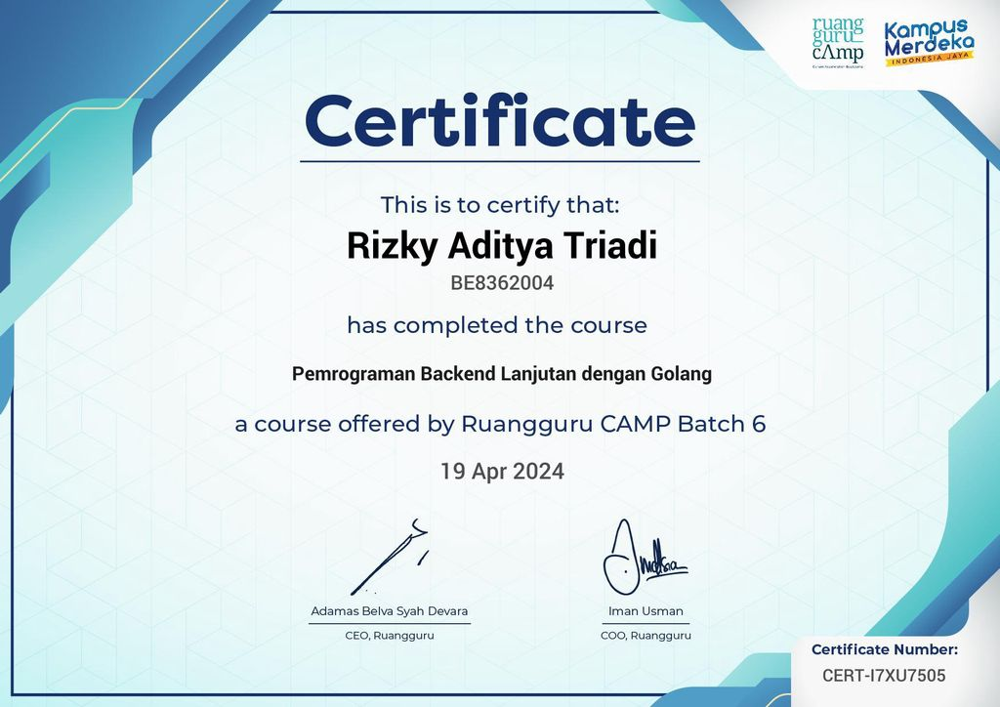 ruang
guru
cAmp
Kampus
Merdeka
INDONESIA JAYA
Certificate
This is to certify that:
Rizky Aditya Triadi
BE8362004
has completed the course
Pemrograman Backend Lanjutan dengan Golang
a course offered by Ruangguru CAMP Batch 6
19 Apr 2024
Adamas Belva Syah Devara
CEO, Ruangguru
Iman Usman
COO, Ruangguru
Certificate Number:
CERT-I7XU7505